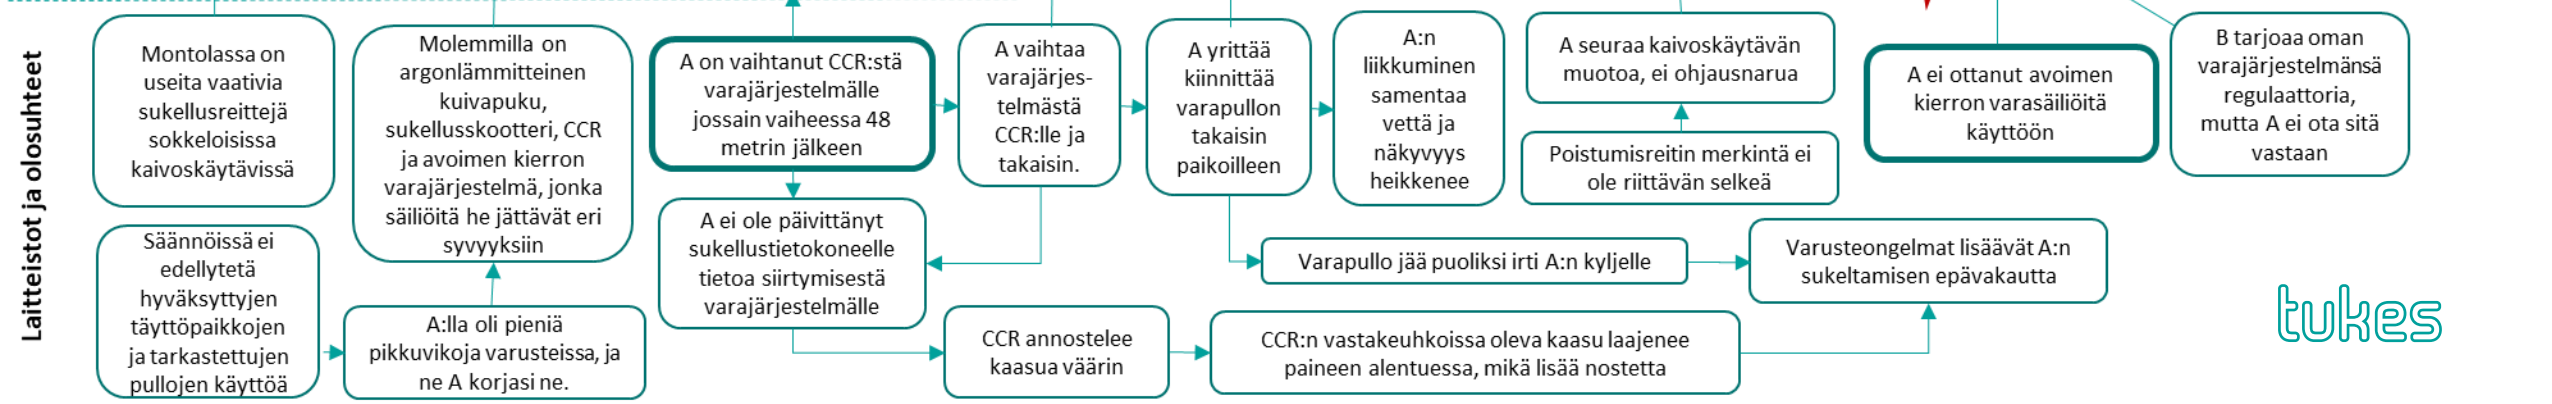 Laitteistot ja olosuhteet
Montolassa on
useita vaativia
sukellusreittejä
sokkeloisissa
kaivoskäytävissä
Säännöissä ei
edellytetä
hyväksyttyjen
täyttöpaikkojen
ja tarkastettujen
pullojen käyttöä
Molemmilla on
argonlämmitteinen
kuivapuku,
sukellusskootteri, CCR
ja avoimen kierron
varajärjestelmä, jonka
säiliöitä he jättävät eri
syvyyksiin
A:lla oli pieniä
pikkuvikoja varusteissa, ja
ne A korjasi ne.
A on vaihtanut CCR:stä
varajärjestelmälle
jossain vaiheessa 48
metrin jälkeen
A ei ole päivittänyt
sukellustietokoneelle
tietoa siirtymisestä
varajärjestelmälle
A vaihtaa
varajärjes-
telmästä
CCR:lle ja
takaisin.
A yrittää
kiinnittää
varapullon
takaisin
paikoilleen
A:n
liikkuminen
samentaa
vettä ja
näkyvyys
heikkenee
A seuraa kaivoskäytävän
muotoa, ei ohjausnarua
Poistumisreitin merkintä ei
ole riittävän selkeä
A ei ottanut avoimen
kierron varasäiliöitä
käyttöön
B tarjoaa oman
varajärjestelmänsä
regulaattoria,
mutta A ei ota sitä
vastaan
Varapullo jää puoliksi irti A:n kyljelle
Varusteongelmat lisäävät A:n
sukeltamisen epävakautta
CCR annostelee
kaasua väärin
CCR:n vastakeuhkoissa oleva kaasu laajenee
paineen alentuessa, mikä lisää nostetta
tukes